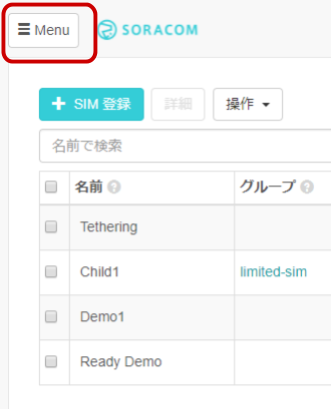 Menu
SORACOM
SIM 登録
詳細
操作
名前で検索
名前
グループ
Tethering
Child1
limited-sim
Demo1
Ready Demo